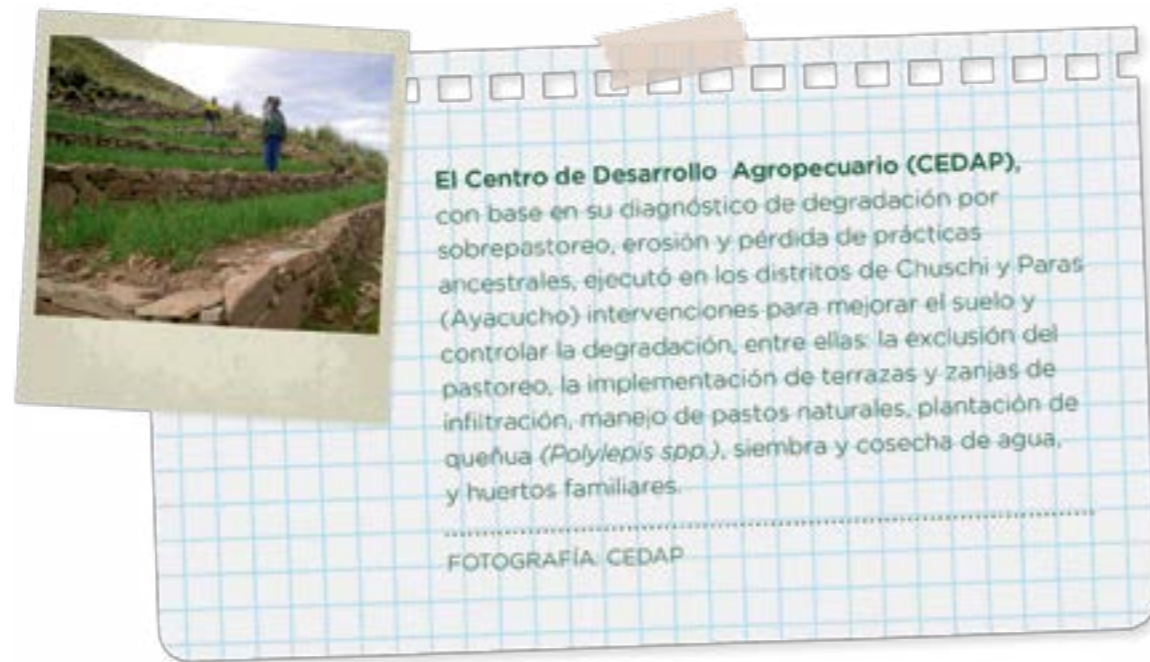 El Centro de Desarrollo Agropecuario (CEDAP),
con base en su diagnóstico de degradación por
sobrepastoreo, erosión y pérdida de prácticas
ancestrales, ejecutó en los distritos de Chuschi y Paras
(Ayacucho) intervenciones para mejorar el suelo y
controlar la degradación, entre ellas: la exclusión del
pastoreo, la implementación de terrazas y zanjas de
infiltración, manejo de pastos naturales, plantación de
queñua (Polylepis spp.), siembra y cosecha de agua,
y huertos familiares.
FOTOGRAFÍA: CEDAP